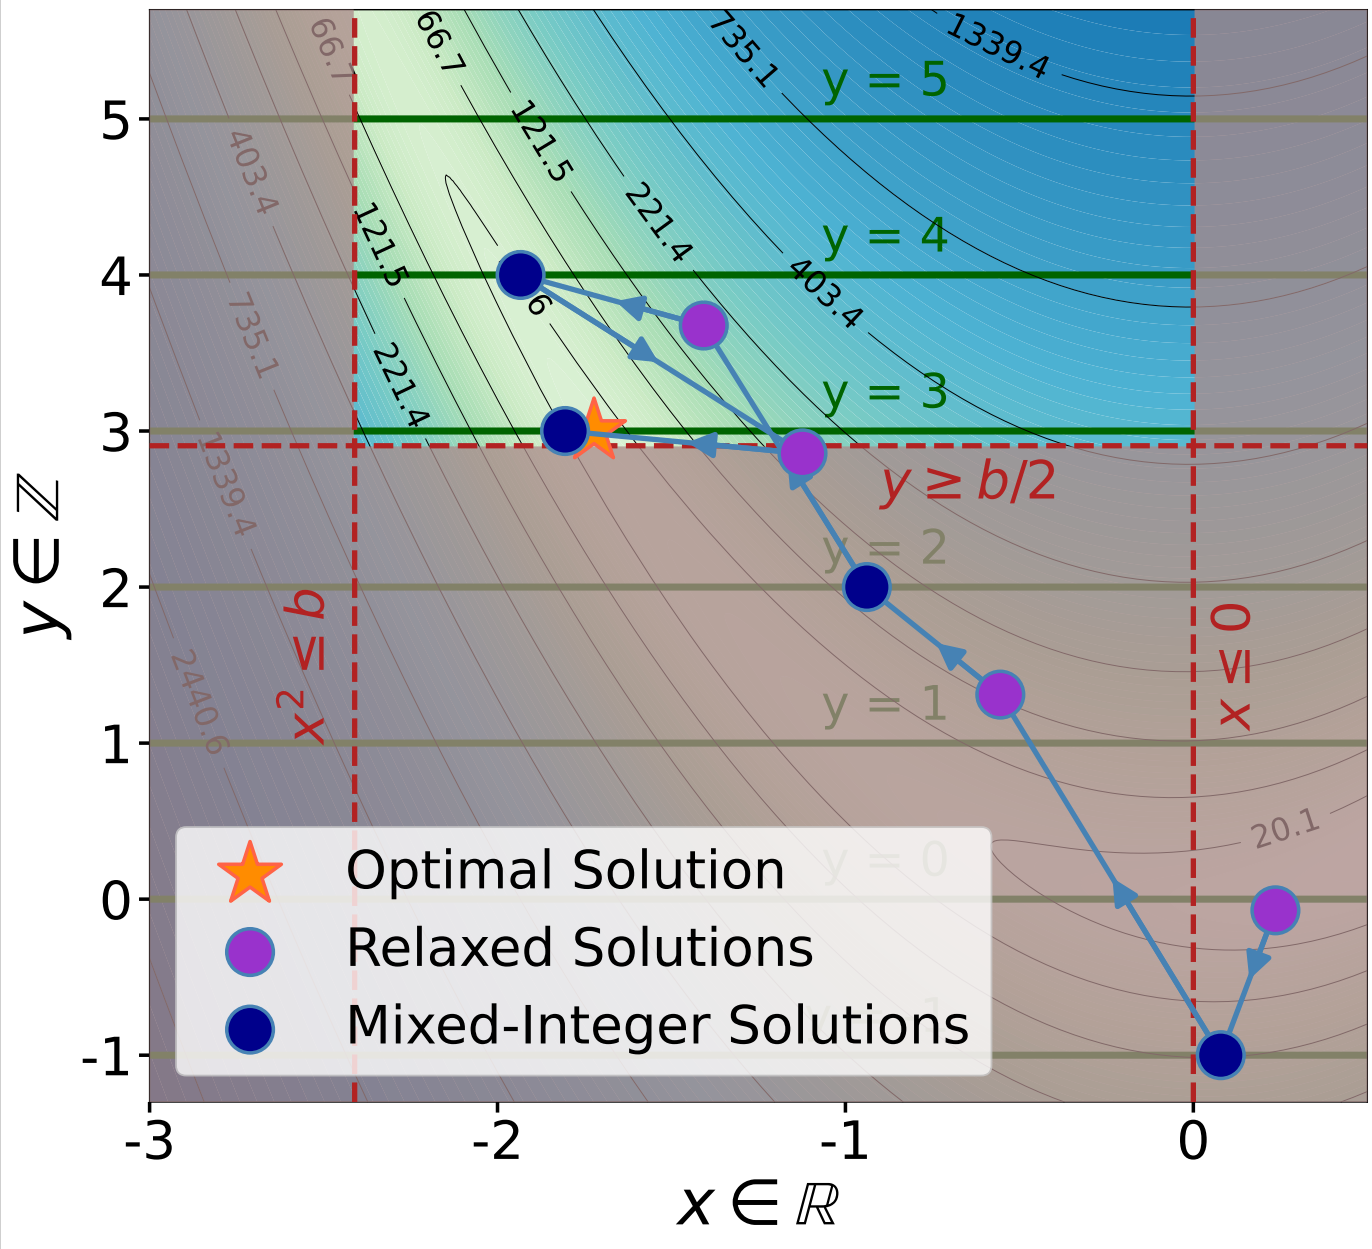 66.7
66.7
735.1
1339.4
y = 5
5
403.4
121.5
221.4
y = 4
4
121.5
403.4
6
735.1
221.4
y = 3
3
1339.4
y ≥ b/2
y = 2
2
x² ≤ b
x ≤ 0
2440.6
y = 1
1
20.1
y = 0
0
Optimal Solution
Relaxed Solutions
Mixed-Integer Solutions
-1
-3
-2
-1
0
x ∈ ℝ
y ∈ ℤ